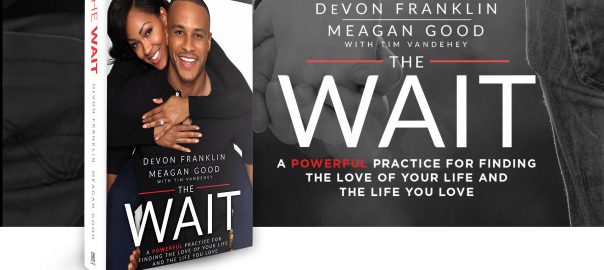 THE WAIT
DEVON FRANKLIN MEAGAN GOOD
DEVON FRANKLIN
MEAGAN GOOD
WITH TIM VANDEHEY
THE
WAIT
A POWERFUL PRACTICE FOR
FINDING THE LOVE OF YOUR LIFE
AND THE LIFE YOU LOVE
DEVON FRANKLIN
MEAGAN GOOD
WITH TIM VANDEHEY
THE
WAIT
A POWERFUL PRACTICE FOR FINDING
THE LOVE OF YOUR LIFE AND
THE LIFE YOU LOVE